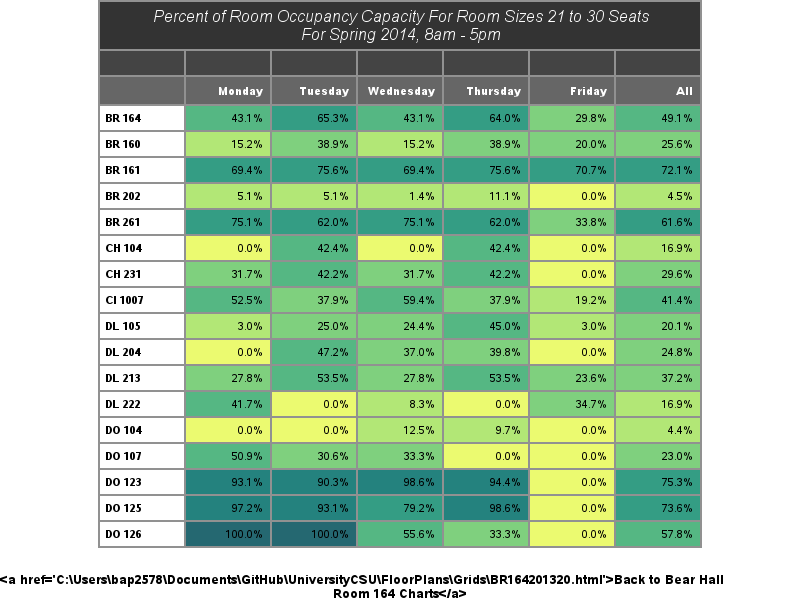 Percent of Room Occupancy Capacity For Room Sizes 21 to 30 Seats
For Spring 2014, 8am - 5pm
Monday Tuesday Wednesday Thursday Friday All
BR 164 43.1% 65.3% 43.1% 64.0% 29.8% 49.1%
BR 160 15.2% 38.9% 15.2% 38.9% 20.0% 25.6%
BR 161 69.4% 75.6% 69.4% 75.6% 70.7% 72.1%
BR 202 5.1% 5.1% 1.4% 11.1% 0.0% 4.5%
BR 261 75.1% 62.0% 75.1% 62.0% 33.8% 61.6%
CH 104 0.0% 42.4% 0.0% 42.4% 0.0% 16.9%
CH 231 31.7% 42.2% 31.7% 42.2% 0.0% 29.6%
CI 1007 52.5% 37.9% 59.4% 37.9% 19.2% 41.4%
DL 105 3.0% 25.0% 24.4% 45.0% 3.0% 20.1%
DL 204 0.0% 47.2% 37.0% 39.8% 0.0% 24.8%
DL 213 27.8% 53.5% 27.8% 53.5% 23.6% 37.2%
DL 222 41.7% 0.0% 8.3% 0.0% 34.7% 16.9%
DO 104 0.0% 0.0% 12.5% 9.7% 0.0% 4.4%
DO 107 50.9% 30.6% 33.3% 0.0% 0.0% 23.0%
DO 123 93.1% 90.3% 98.6% 94.4% 0.0% 75.3%
DO 125 97.2% 93.1% 79.2% 98.6% 0.0% 73.6%
DO 126 100.0% 100.0% 55.6% 33.3% 0.0% 57.8%
<a href='C:\Users\bap2578\Documents\GitHub\UniversityCSU\FloorPlans\Grids\BR164201320.html'>Back to Bear Hall
Room 164 Charts</a>